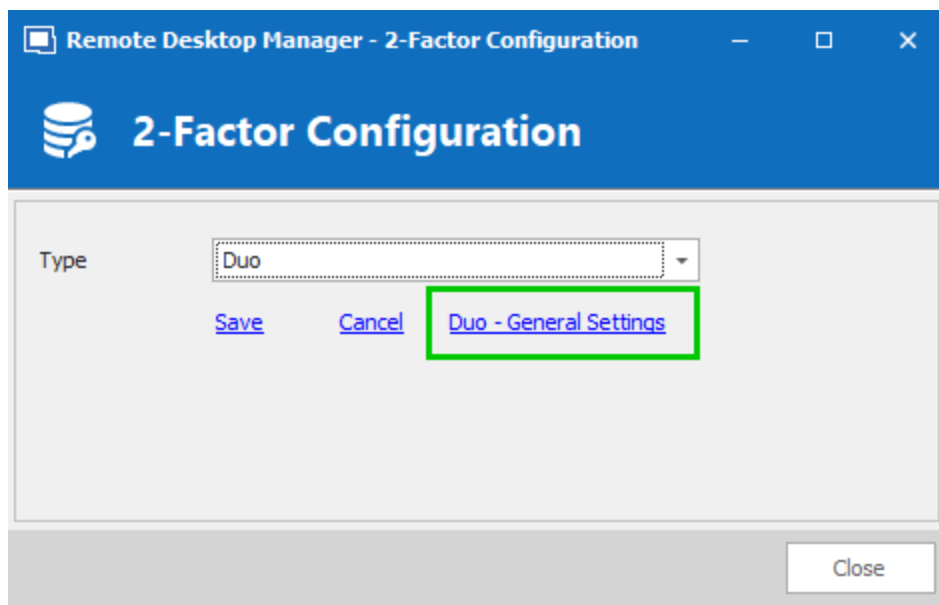 Remote Desktop Manager - 2-Factor Configuration
2-Factor Configuration
Type Duo
Save Cancel Duo - General Settings
Close